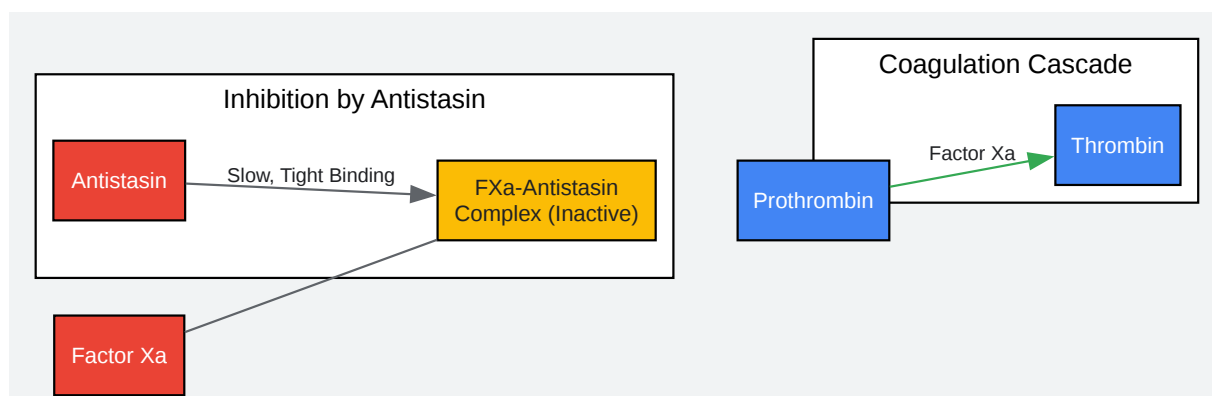 Inhibition by Antistasin
Antistasin
Slow, Tight Binding
FXa-Antistasin
Complex (Inactive)
Factor Xa
Coagulation Cascade
Prothrombin
Factor Xa
Thrombin